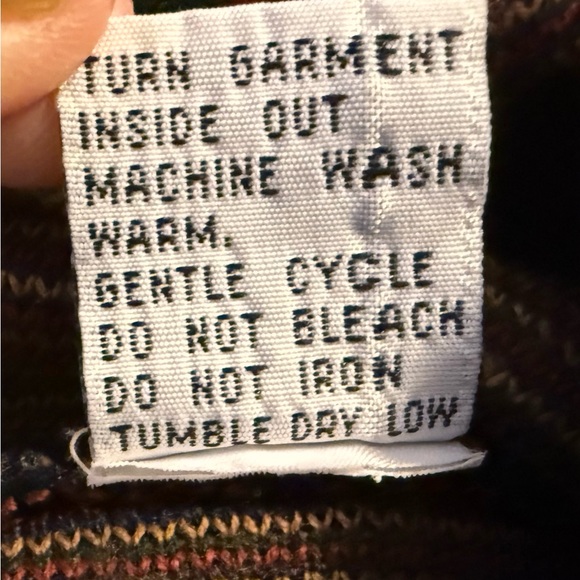 TURN GARMENT
INSIDE OUT
MACHINE WASH
WARM.
GENTLE CYCLE
DO NOT BLEACH
DO NOT IRON
TUMBLE DRY LOW